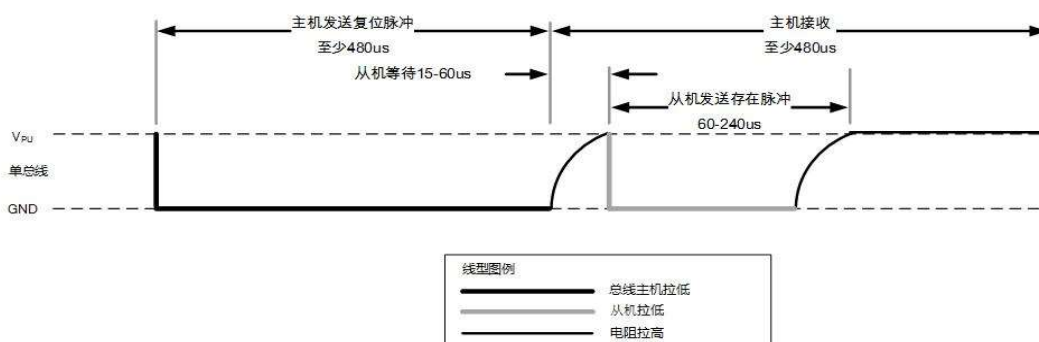 主机发送复位脉冲
至少480us
主机接收
至少480us
从机等待15-60us
从机发送存在脉冲
60-240us
VPU
单总线
GND
线型图例
总线主机拉低
从机拉低
电阻拉高